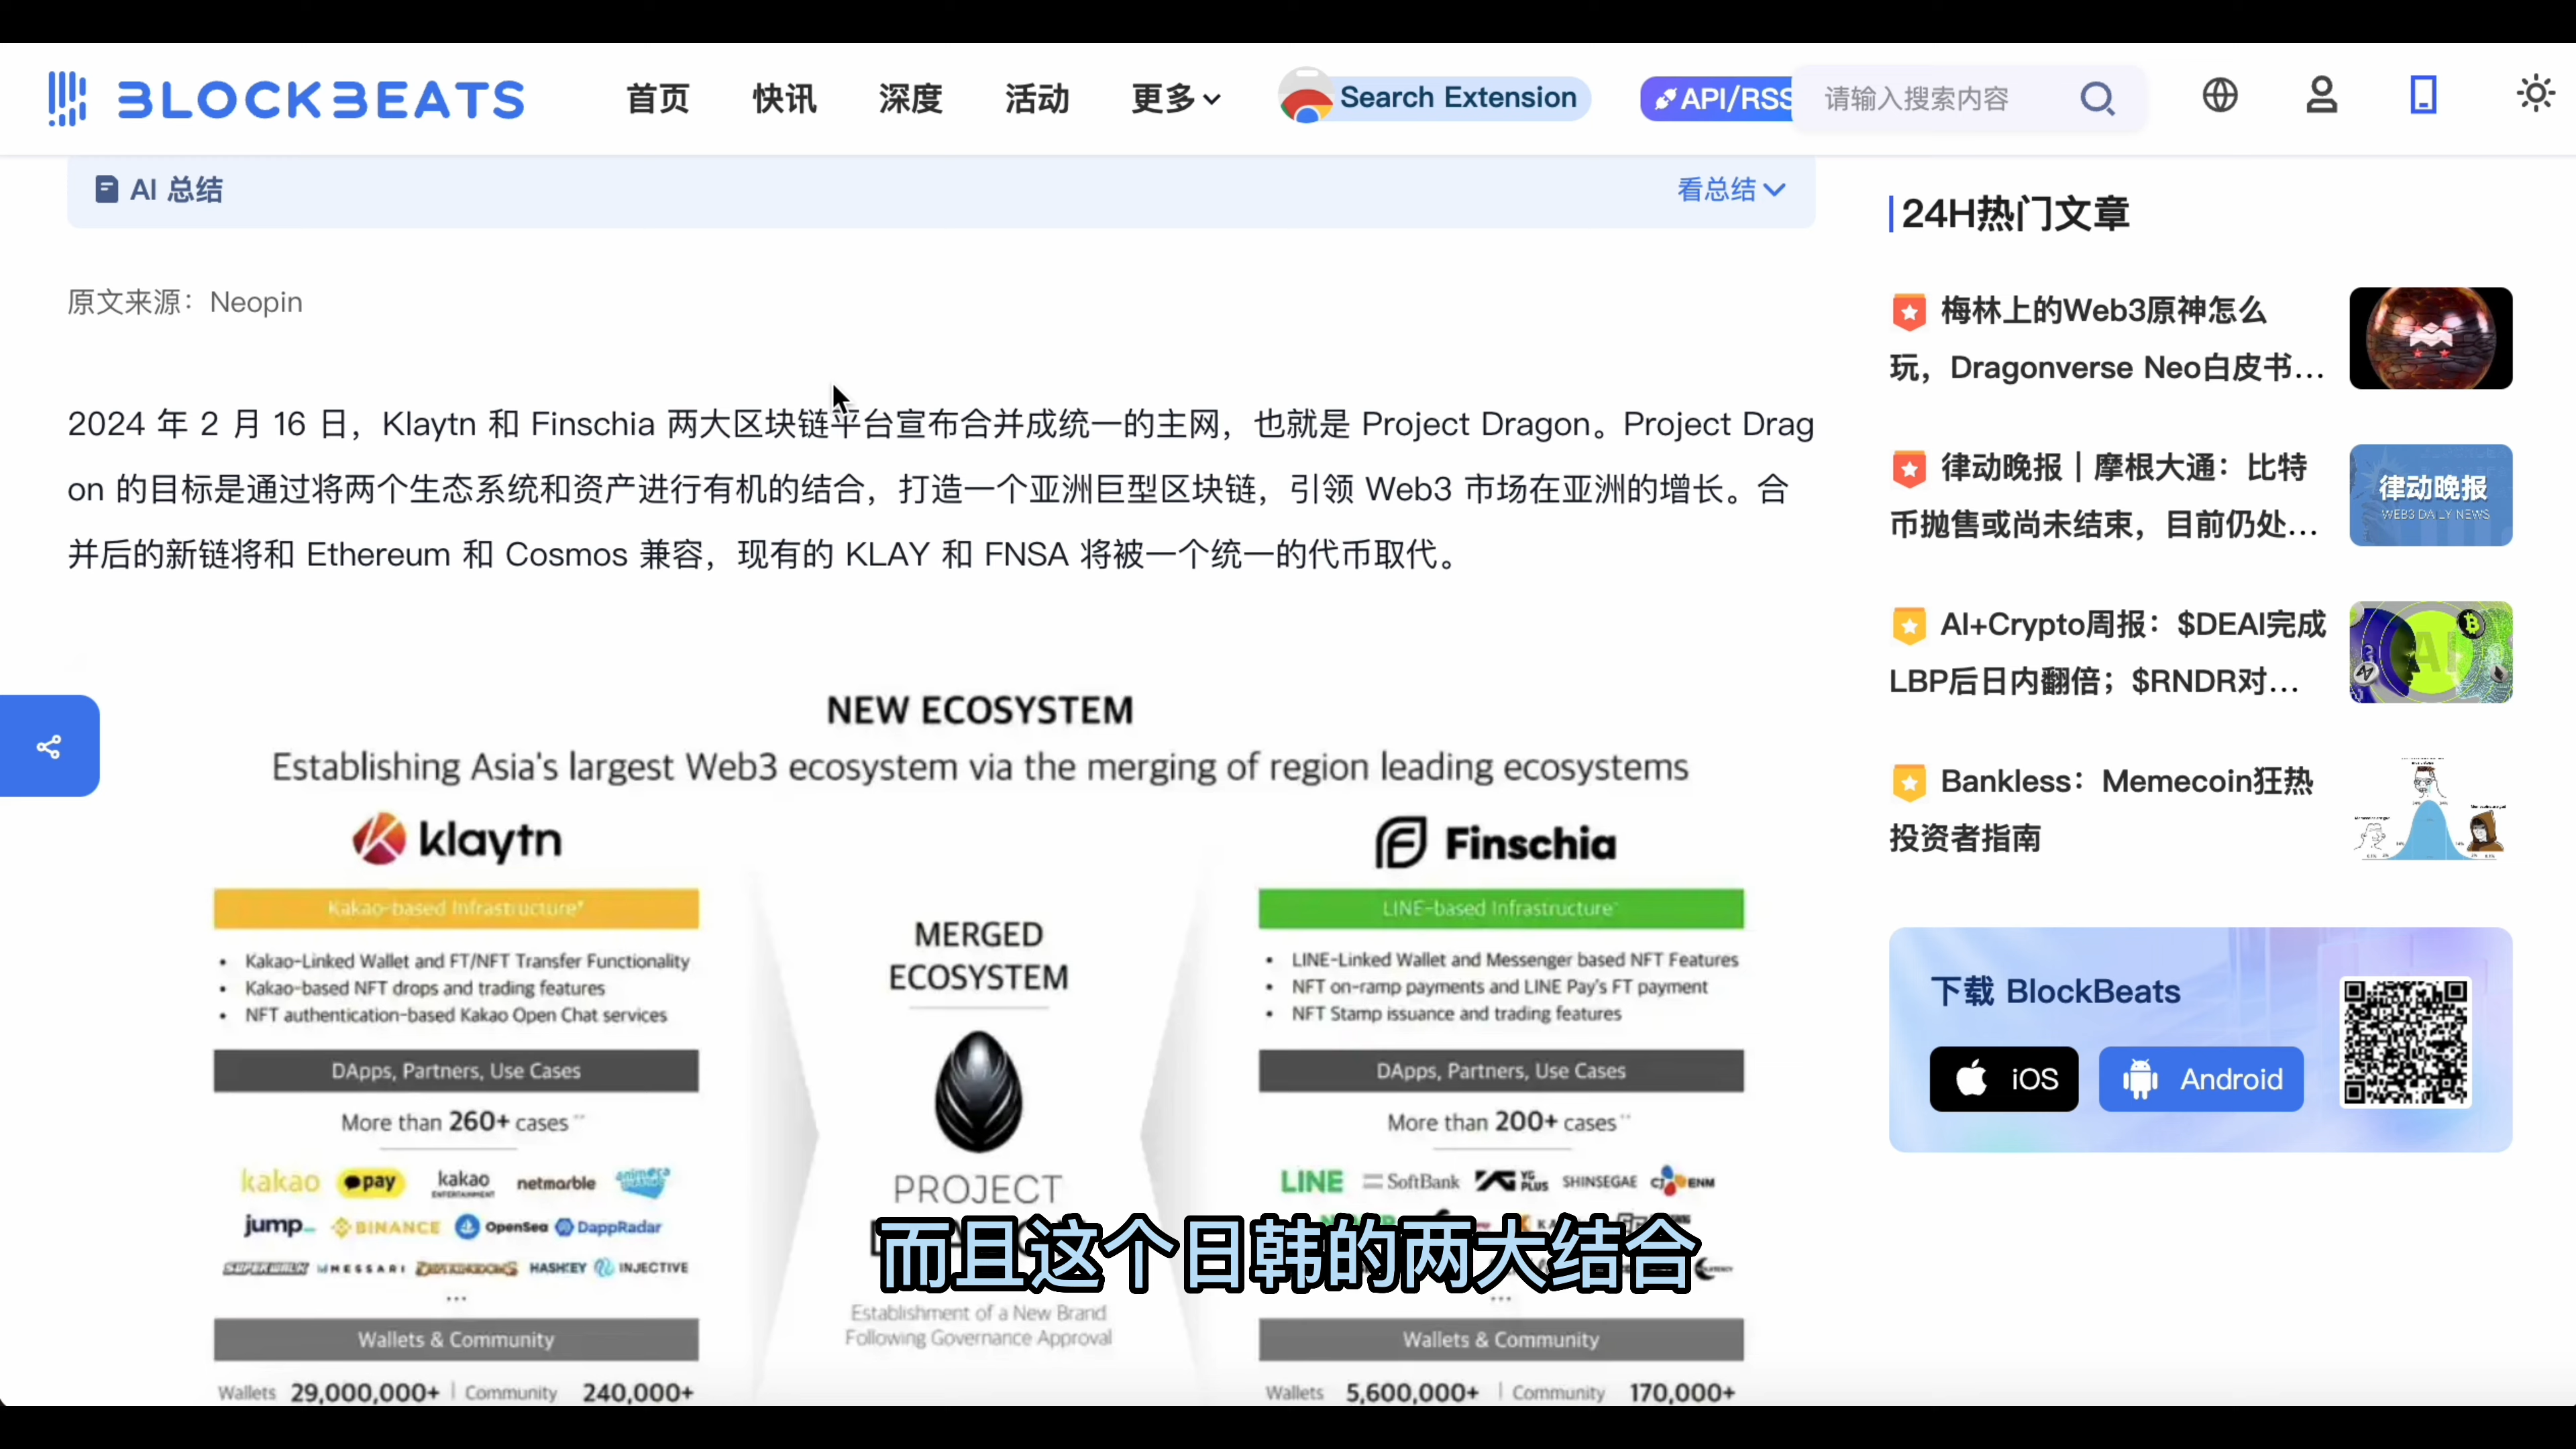 BLOCKBEATS
首页 快讯 深度 活动 更多
Search Extension
API/RSS
请输入搜索内容
AI 总结
看总结
原文来源：Neopin
2024 年 2 月 16 日，Klaytn 和 Finschia 两大区块链平台宣布合并成统一的主网，也就是 Project Dragon。Project Drag
on 的目标是通过将两个生态系统和资产进行有机的结合，打造一个亚洲巨型区块链，引领 Web3 市场在亚洲的增长。合
并后的新链将和 Ethereum 和 Cosmos 兼容，现有的 KLAY 和 FNSA 将被一个统一的代币取代。
NEW ECOSYSTEM
Establishing Asia's largest Web3 ecosystem via the merging of region leading ecosystems
klaytn
Kakao-based Infrastructure*
• Kakao-Linked Wallet and FT/NFT Transfer Functionality
• Kakao-based NFT drops and trading features
• NFT authentication-based Kakao Open Chat services
DApps, Partners, Use Cases
More than 260+ cases **
kakao pay kakao ENTERTAINMENT netmarble animoca
jump_ BINANCE OpenSea DappRadar
SUPERWALK MESSARI HASHKEY INJECTIVE
...
Wallets & Community
Wallets 29,000,000+ | Community 240,000+
MERGED
ECOSYSTEM
PROJECT
Establishment of a New Brand
Following Governance Approval
Finschia
LINE-based Infrastructure*
• LINE-Linked Wallet and Messenger based NFT Features
• NFT on-ramp payments and LINE Pay's FT payment
• NFT Stamp issuance and trading features
DApps, Partners, Use Cases
More than 200+ cases **
LINE SoftBank YG PLUS SHINSEGAE CJ ENM
...
Wallets & Community
Wallets 5,600,000+ | Community 170,000+
而且这个日韩的两大结合
24H热门文章
梅林上的Web3原神怎么
玩，Dragonverse Neo白皮书...
律动晚报｜摩根大通：比特
币抛售或尚未结束，目前仍处...
律动晚报
WEB3 DAILY NEWS
AI+Crypto周报：$DEAI完成
LBP后日内翻倍；$RNDR对...
AI
Bankless：Memecoin狂热
投资者指南
下载 BlockBeats
iOS
Android